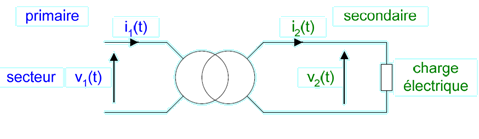 primaire
secondaire
i1(t)
i2(t)
secteur
v1(t)
v2(t)
charge
électrique